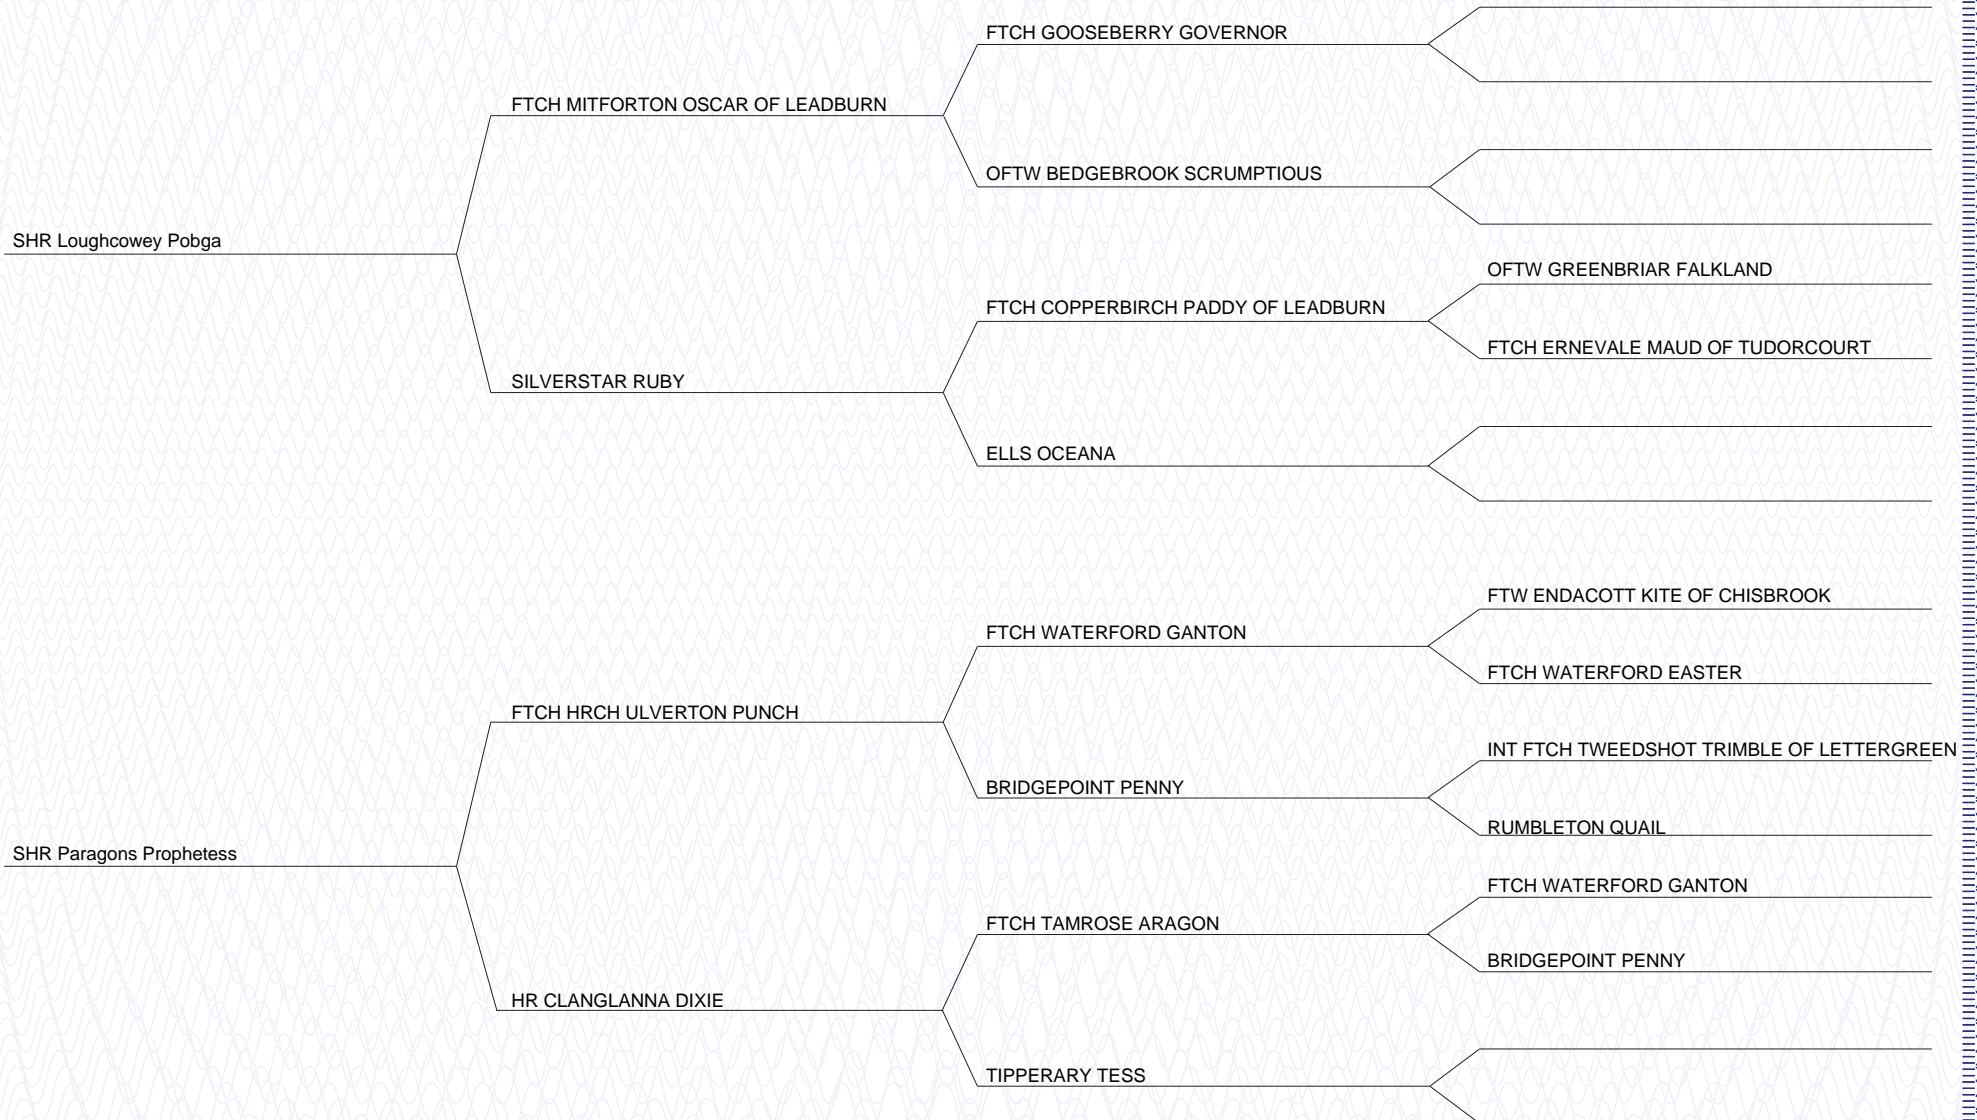 FTCH GOOSEBERRY GOVERNOR
FTCH MITFORTON OSCAR OF LEADBURN
OFTW BEDGEBROOK SCRUMPTIOUS
SHR Loughcowey Pobga
OFTW GREENBRIAR FALKLAND
FTCH COPPERBIRCH PADDY OF LEADBURN
FTCH ERNEVALE MAUD OF TUDORCOURT
SILVERSTAR RUBY
ELLS OCEANA
FTW ENDACOTT KITE OF CHISBROOK
FTCH WATERFORD GANTON
FTCH WATERFORD EASTER
FTCH HRCH ULVERTON PUNCH
INT FTCH TWEEDSHOT TRIMBLE OF LETTERGREEN
BRIDGEPOINT PENNY
RUMBLETON QUAIL
SHR Paragons Prophetess
FTCH WATERFORD GANTON
FTCH TAMROSE ARAGON
BRIDGEPOINT PENNY
HR CLANGLANNA DIXIE
TIPPERARY TESS